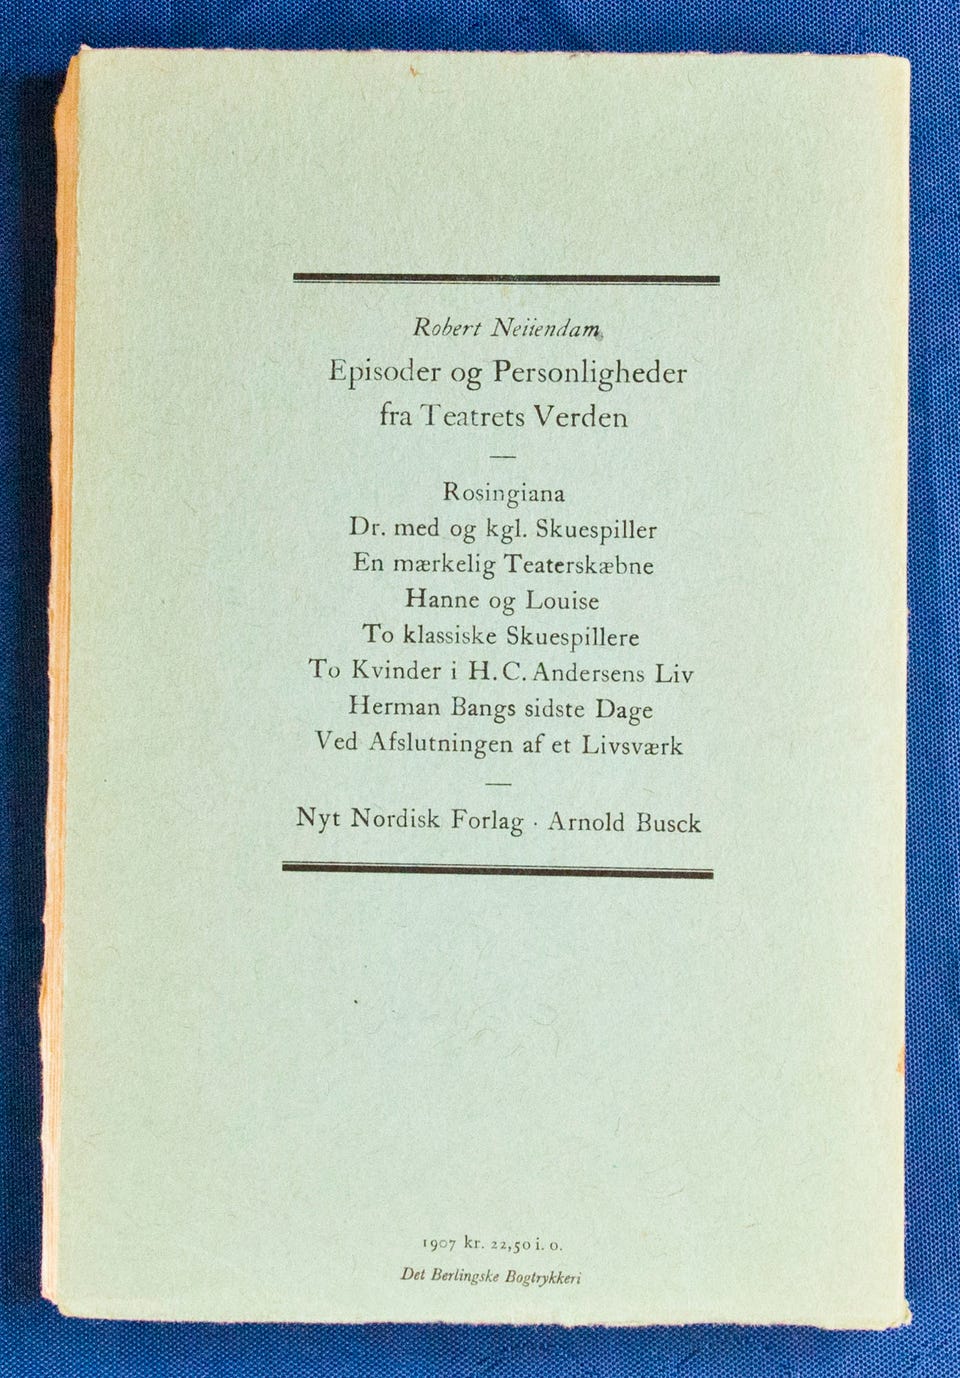 Robert Neiiendam
Episoder og Personligheder
fra Teatrets Verden
Rosingiana
Dr. med og kgl. Skuespiller
En mærkelig Teaterskæbne
Hanne og Louise
To klassiske Skuespillere
To Kvinder i H.C. Andersens Liv
Herman Bangs sidste Dage
Ved Afslutningen af et Livsværk
Nyt Nordisk Forlag · Arnold Busck
1907 kr. 22,50 i. o.
Det Berlingske Bogtrykkeri